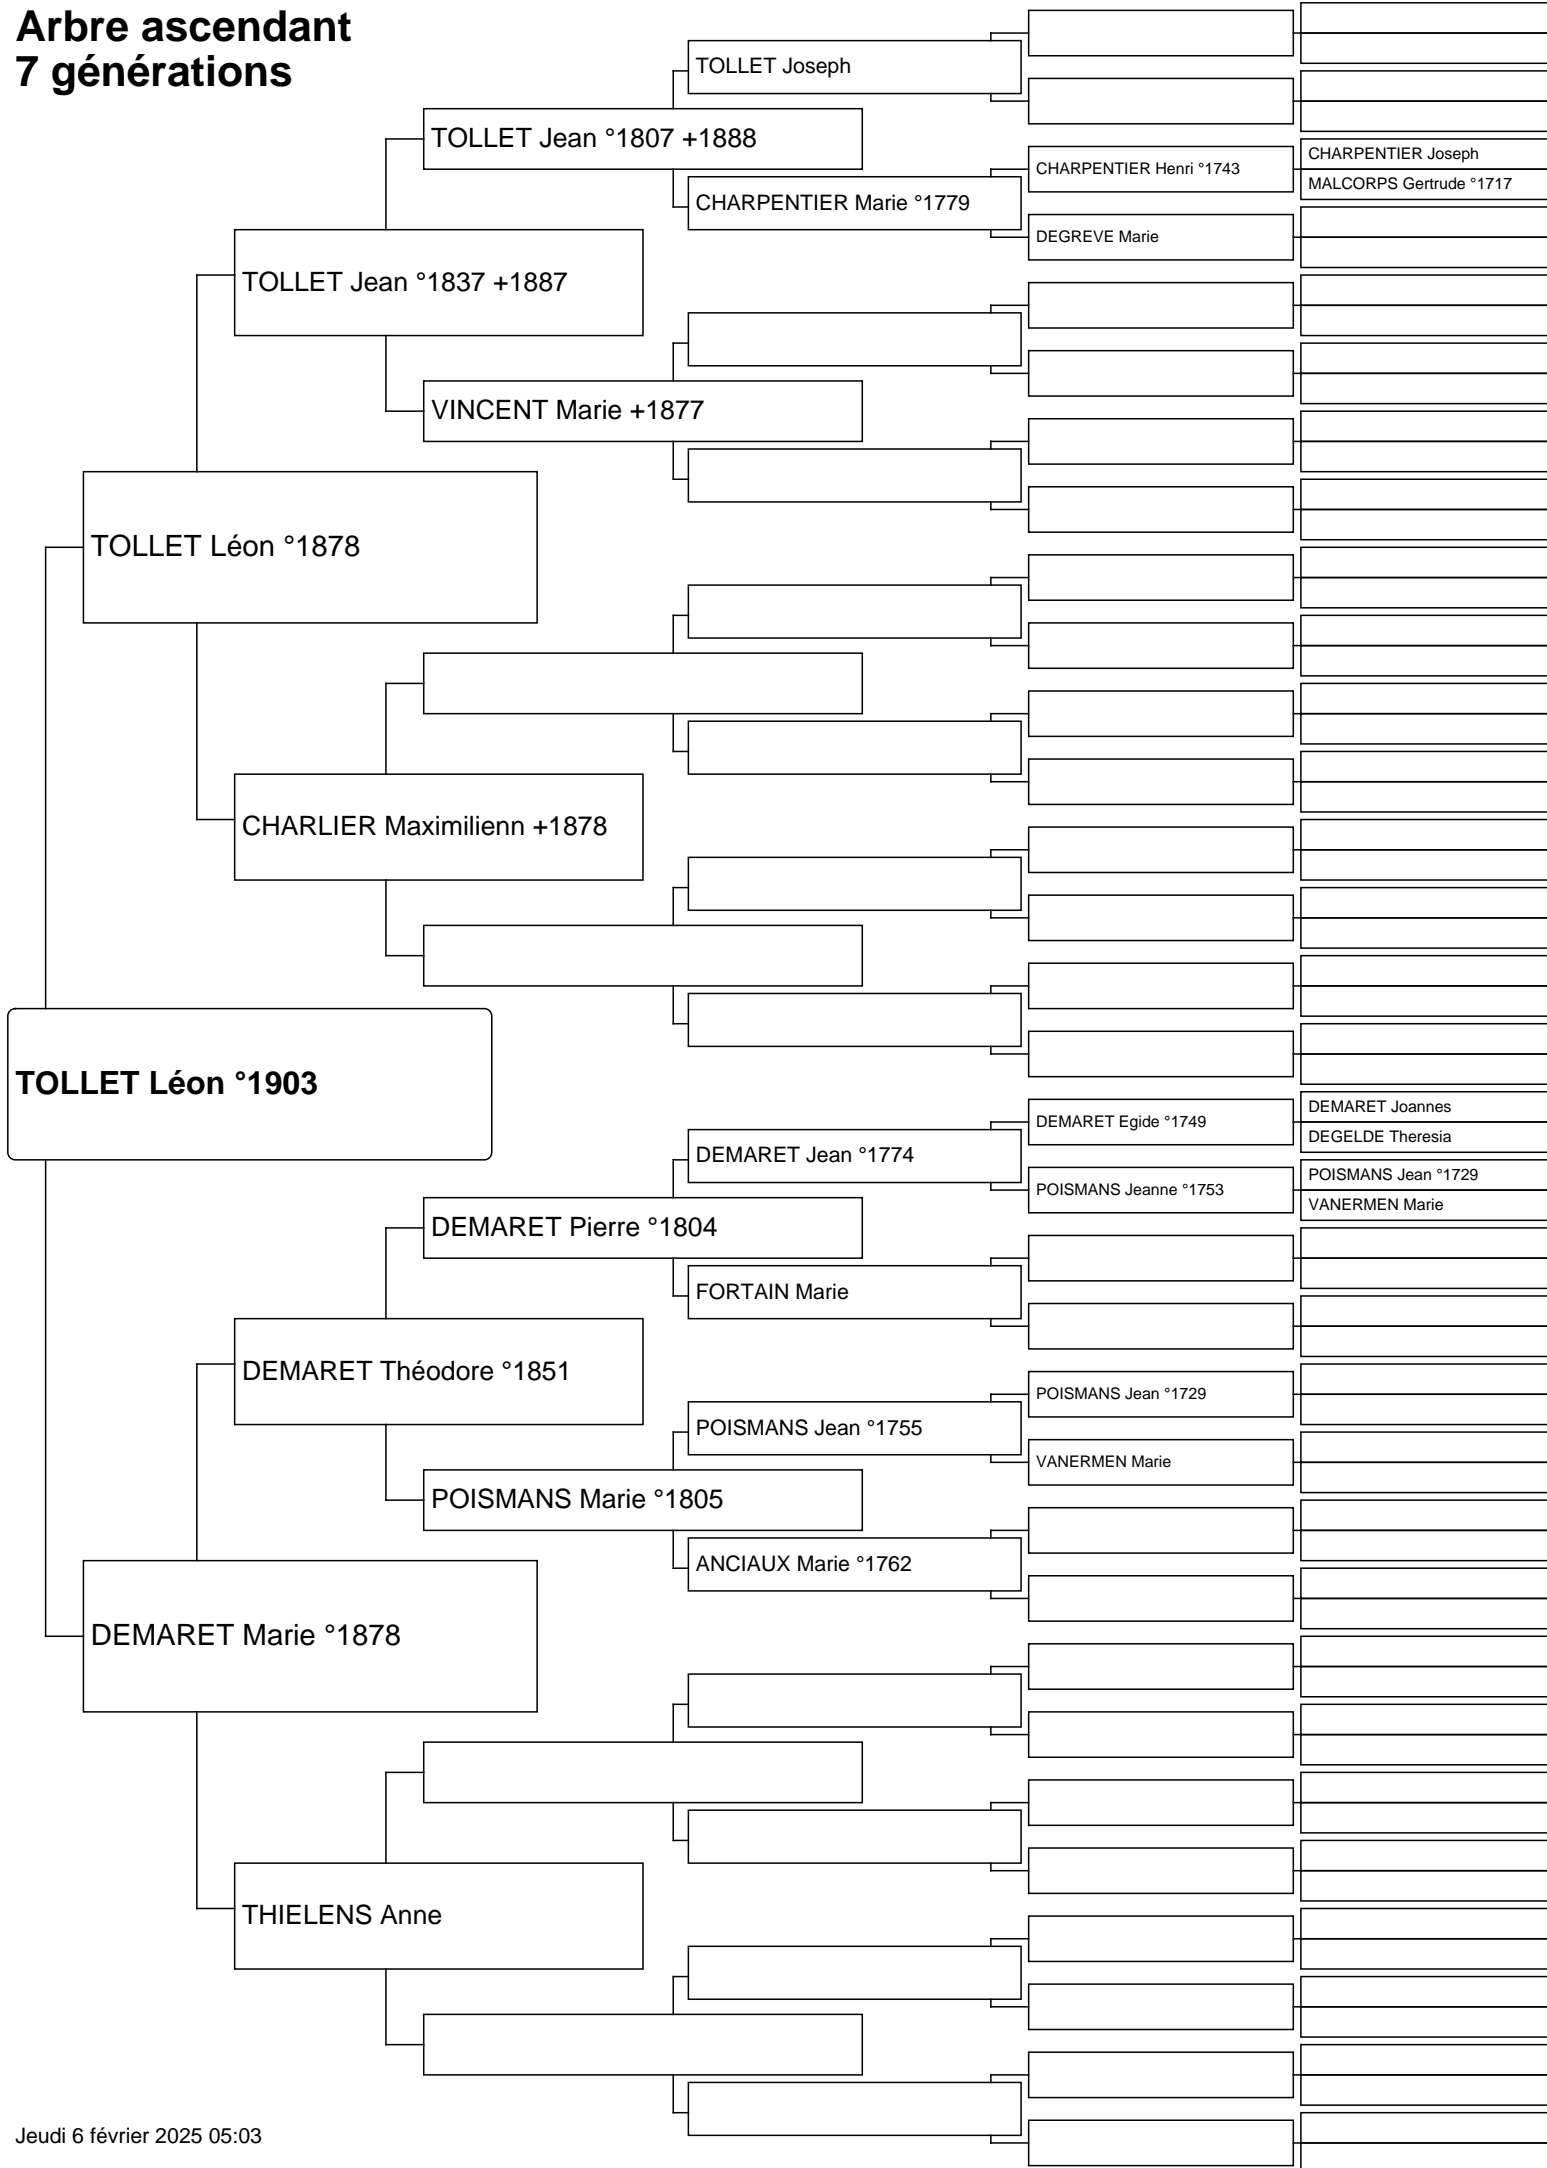 Arbre ascendant
7 générations
TOLLET Joseph
TOLLET Jean °1807 +1888
CHARPENTIER Joseph
CHARPENTIER Henri °1743
MALCORPS Gertrude °1717
CHARPENTIER Marie °1779
DEGREVE Marie
TOLLET Jean °1837 +1887
VINCENT Marie +1877
TOLLET Léon °1878
CHARLIER Maximilienn +1878
TOLLET Léon °1903
DEMARET Joannes
DEMARET Egide °1749
DEGELDE Theresia
DEMARET Jean °1774
POISMANS Jean °1729
POISMANS Jeanne °1753
VANERMEN Marie
DEMARET Pierre °1804
FORTAIN Marie
DEMARET Théodore °1851
POISMANS Jean °1729
POISMANS Jean °1755
VANERMEN Marie
POISMANS Marie °1805
ANCIAUX Marie °1762
DEMARET Marie °1878
THIELENS Anne
Jeudi 6 février 2025 05:03